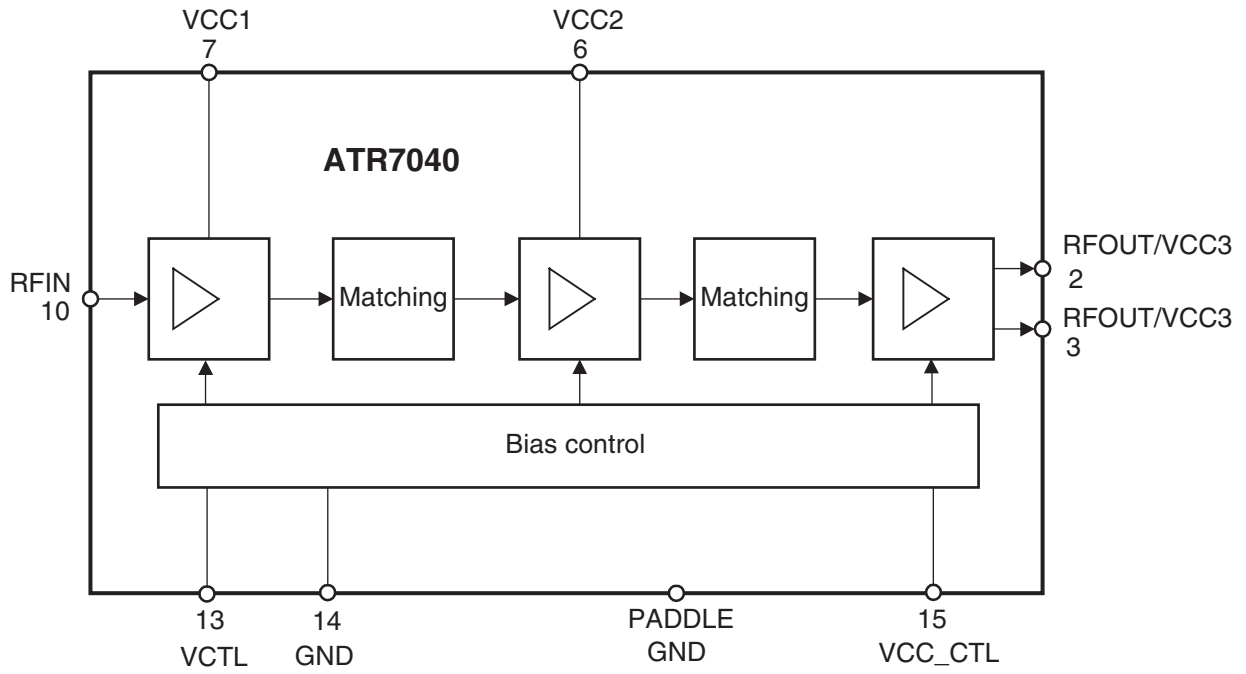 VCC1
7
VCC2
6
ATR7040
RFIN
10
Matching
Matching
RFOUT/VCC3
2
RFOUT/VCC3
3
Bias control
13
VCTL
14
GND
PADDLE
GND
15
VCC_CTL